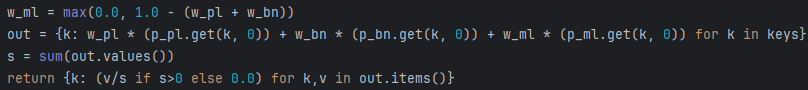 w_ml = max(0.0, 1.0 - (w_pl + w_bn))
out = {k: w_pl * (p_pl.get(k, 0)) + w_bn * (p_bn.get(k, 0)) + w_ml * (p_ml.get(k, 0)) for k in keys}
s = sum(out.values())
return {k: (v/s if s>0 else 0.0) for k,v in out.items()}